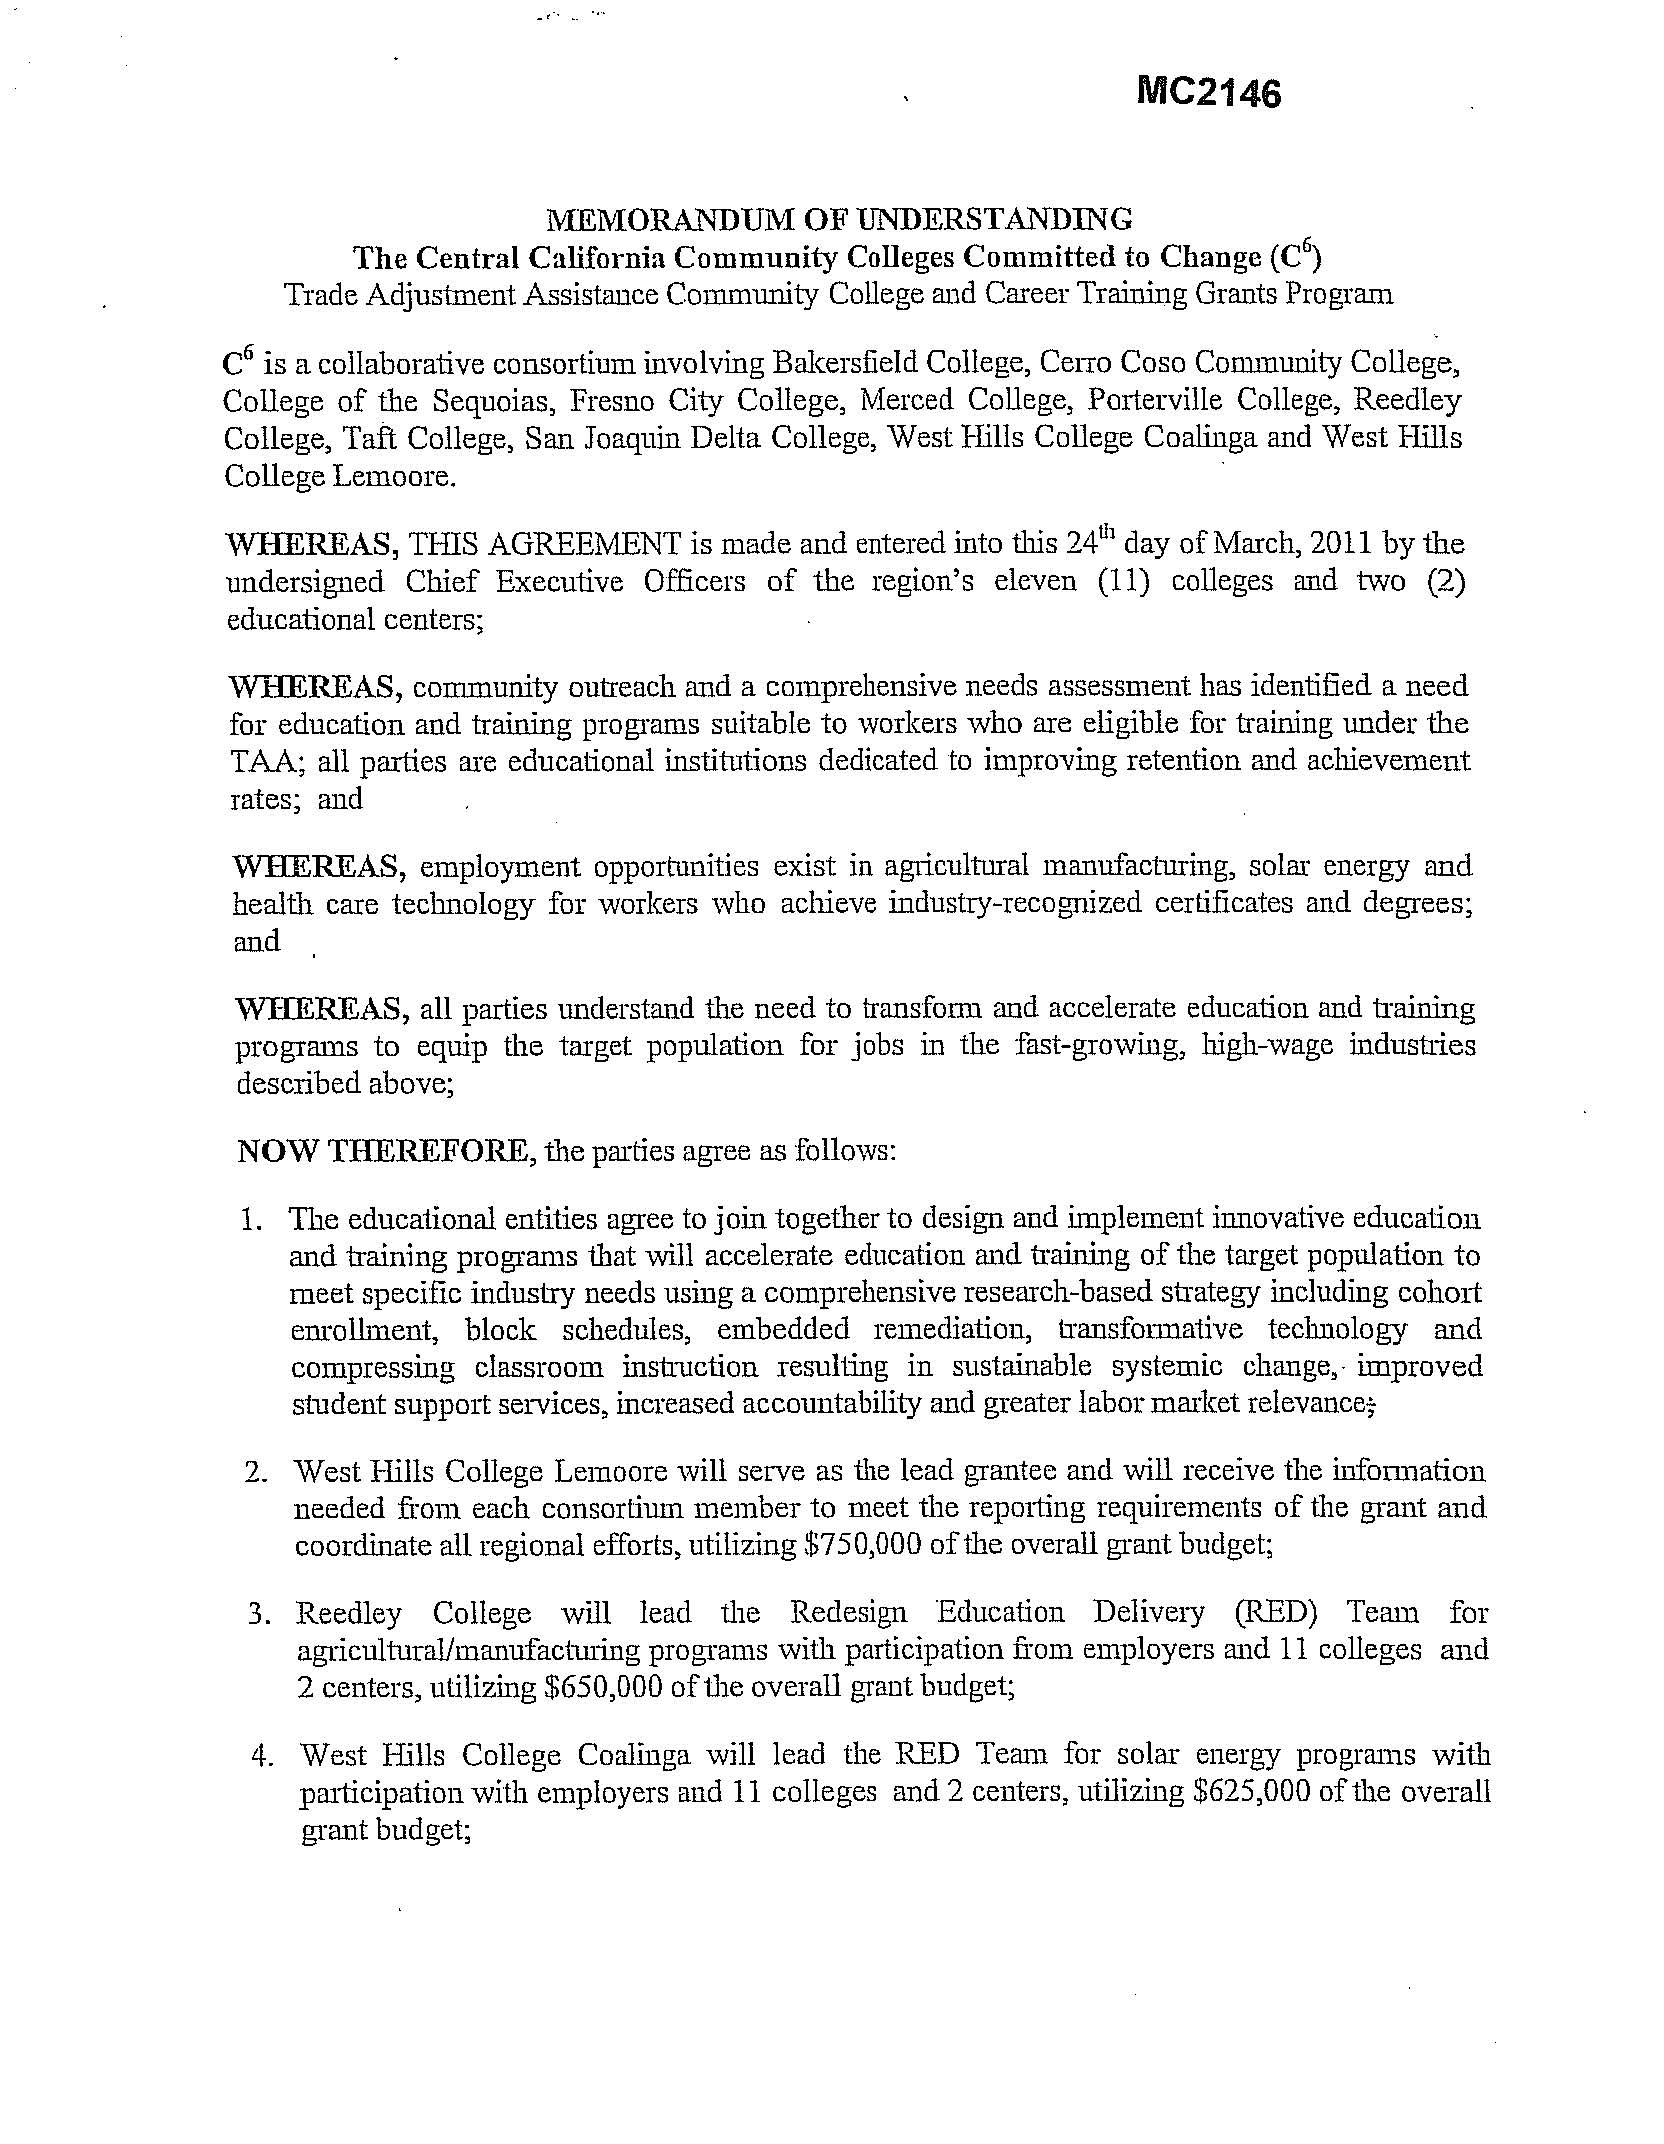 MC2146
MEMORANDUM OF UNDERSTANDING
The Central California Community Colleges Committed to Change (C⁶)
Trade Adjustment Assistance Community College and Career Training Grants Program
C⁶ is a collaborative consortium involving Bakersfield College, Cerro Coso Community College,
College of the Sequoias, Fresno City College, Merced College, Porterville College, Reedley
College, Taft College, San Joaquin Delta College, West Hills College Coalinga and West Hills
College Lemoore.
WHEREAS, THIS AGREEMENT is made and entered into this 24th day of March, 2011 by the
undersigned Chief Executive Officers of the region's eleven (11) colleges and two (2)
educational centers;
WHEREAS, community outreach and a comprehensive needs assessment has identified a need
for education and training programs suitable to workers who are eligible for training under the
TAA; all parties are educational institutions dedicated to improving retention and achievement
rates; and
WHEREAS, employment opportunities exist in agricultural manufacturing, solar energy and
health care technology for workers who achieve industry-recognized certificates and degrees;
and
WHEREAS, all parties understand the need to transform and accelerate education and training
programs to equip the target population for jobs in the fast-growing, high-wage industries
described above;
NOW THEREFORE, the parties agree as follows:
1. The educational entities agree to join together to design and implement innovative education
and training programs that will accelerate education and training of the target population to
meet specific industry needs using a comprehensive research-based strategy including cohort
enrollment, block schedules, embedded remediation, transformative technology and
compressing classroom instruction resulting in sustainable systemic change, improved
student support services, increased accountability and greater labor market relevance;
2. West Hills College Lemoore will serve as the lead grantee and will receive the information
needed from each consortium member to meet the reporting requirements of the grant and
coordinate all regional efforts, utilizing $750,000 of the overall grant budget;
3. Reedley College will lead the Redesign Education Delivery (RED) Team for
agricultural/manufacturing programs with participation from employers and 11 colleges and
2 centers, utilizing $650,000 of the overall grant budget;
4. West Hills College Coalinga will lead the RED Team for solar energy programs with
participation with employers and 11 colleges and 2 centers, utilizing $625,000 of the overall
grant budget;